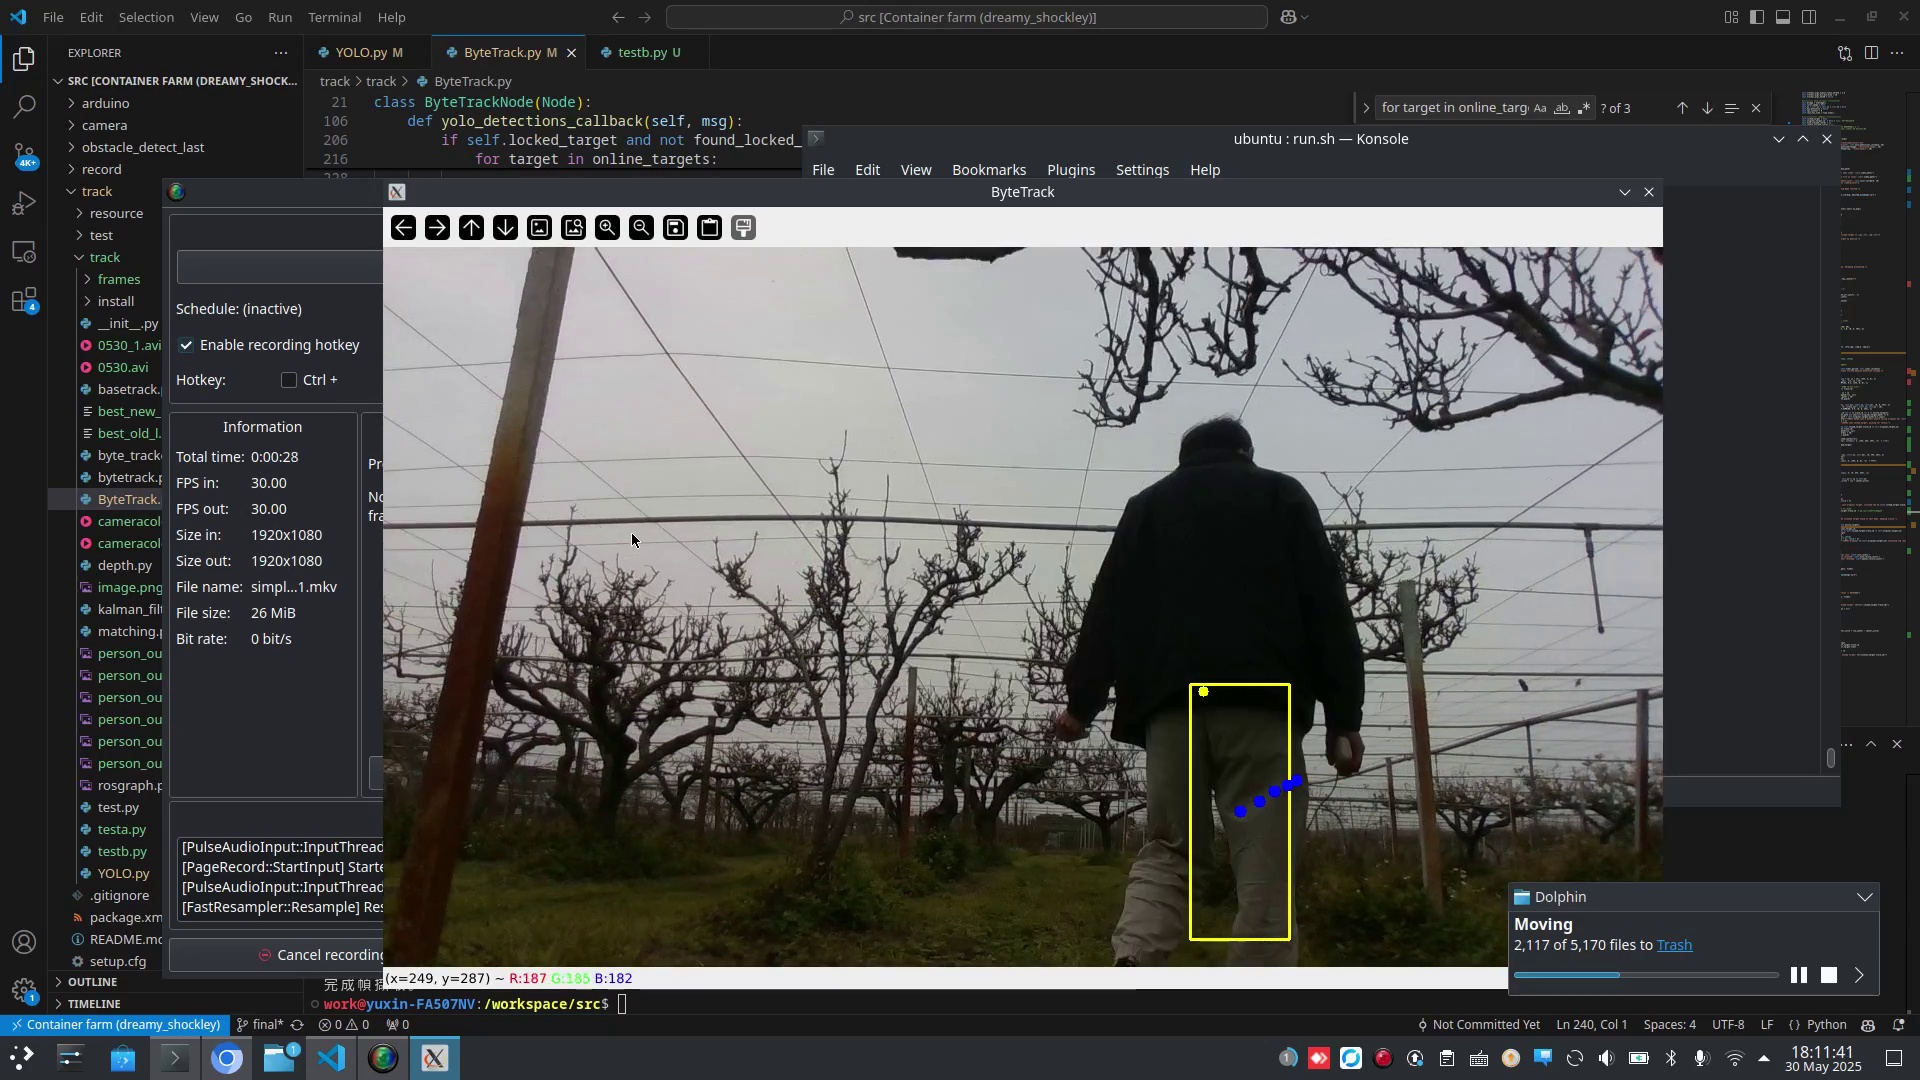 File Edit Selection View Go Run Terminal Help
src [Container farm (dreamy_shockley)]
EXPLORER
SRC [CONTAINER FARM (DREAMY_SHOCK...
arduino
camera
4K+
obstacle_detect_last
record
track
resource
test
track
frames
4
install
__init__.py
0530_1.avi
0530.avi
basetrack.
best_new_
best_old_l.
byte_track
bytetrack.p
ByteTrack.
cameracol
cameracol
depth.py
image.png
kalman_filt
matching.p
person_ou
person_ou
person_ou
person_ou
person_ou
person_ou
rosgraph.p
test.py
testa.py
testb.py
YOLO.py
.gitignore
package.xm
README.md
setup.cfg
OUTLINE
1
TIMELINE
YOLO.py M
ByteTrack.py M
testb.py U
track > track > ByteTrack.py
21 class ByteTrackNode(Node):
106 def yolo_detections_callback(self, msg):
206 if self.locked_target and not found_locked_
216 for target in online_targets:
for target in online_targ Aa ab ? of 3
ubuntu : run.sh — Konsole
File Edit View Bookmarks Plugins Settings Help
ByteTrack
Schedule: (inactive)
Enable recording hotkey
Hotkey: Ctrl +
Information
Total time: 0:00:28
FPS in: 30.00
FPS out: 30.00
Size in: 1920x1080
Size out: 1920x1080
File name: simpl...1.mkv
File size: 26 MiB
Bit rate: 0 bit/s
Pr
No
fra
[PulseAudioInput::InputThread
[PageRecord::StartInput] Starte
[PulseAudioInput::InputThread
[FastResampler::Resample] Res
Cancel recording
(x=249, y=287) ~ R:187 G:185 B:182
work@yuxin-FA507NV:/workspace/src$
Dolphin
Moving
2,117 of 5,170 files to Trash
Container farm (dreamy_shockley) final* 0 0 0
Not Committed Yet Ln 240, Col 1 Spaces: 4 UTF-8 LF {} Python
1
1
18:11:41
30 May 2025